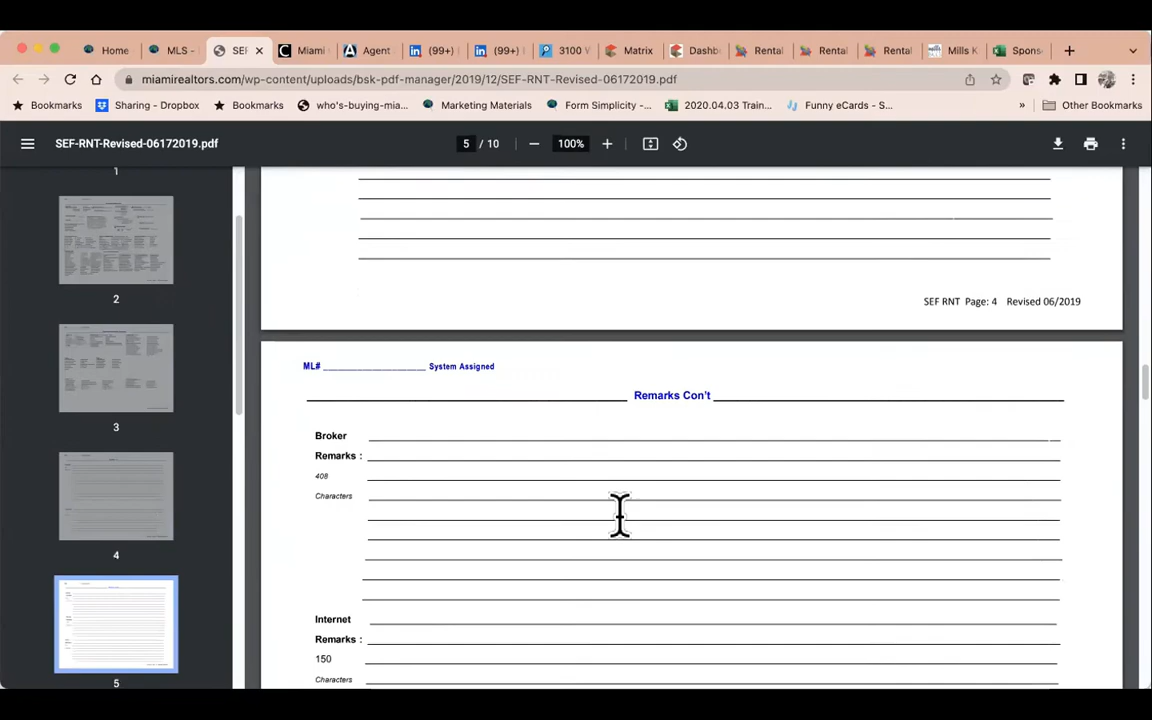 Home
MLS -
SEF
Miami
Agent
(99+)
(99+)
3100 V
Matrix
Dashb
Rental
Rental
Rental
Mills K
Spons
miamirealtors.com/wp-content/uploads/bsk-pdf-manager/2019/12/SEF-RNT-Revised-06172019.pdf
Bookmarks
Sharing - Dropbox
Bookmarks
who's-buying-mia...
Marketing Materials
Form Simplicity -...
2020.04.03 Train...
Funny eCards - S...
»
Other Bookmarks
SEF-RNT-Revised-06172019.pdf
5 / 10
100%
1
2
3
4
5
SEF RNT Page: 4 Revised 06/2019
ML# ____________________ System Assigned
Remarks Con't
Broker
Remarks :
408
Characters
Internet
Remarks :
150
Characters